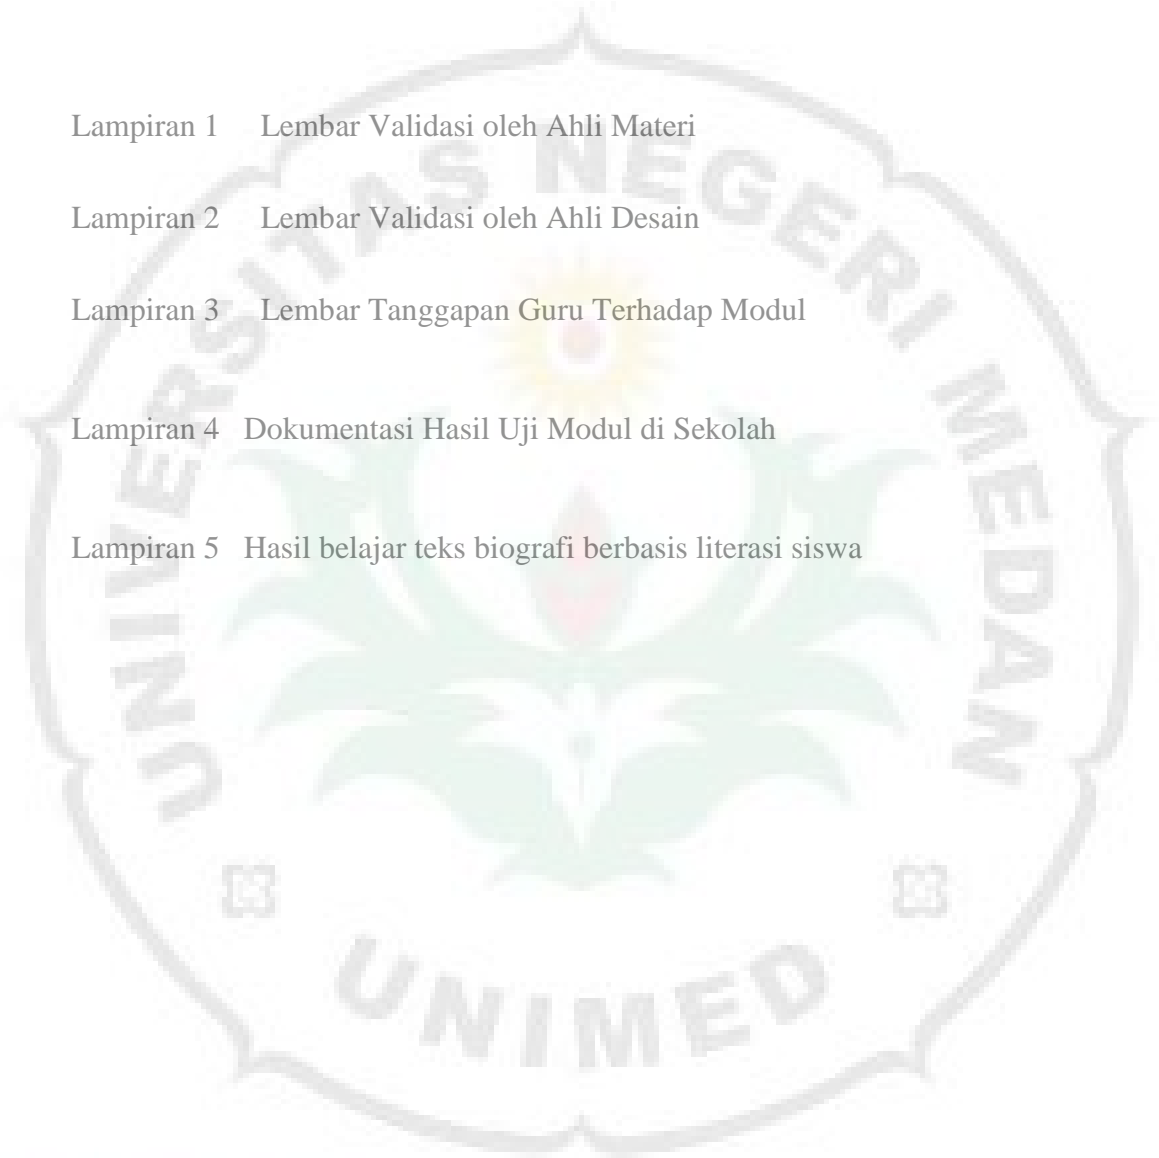 Lampiran 1 Lembar Validasi oleh Ahli Materi
Lampiran 2 Lembar Validasi oleh Ahli Desain
Lampiran 3 Lembar Tanggapan Guru Terhadap Modul
Lampiran 4 Dokumentasi Hasil Uji Modul di Sekolah
Lampiran 5 Hasil belajar teks biografi berbasis literasi siswa
UNIVERSITAS NEGERI MEDAN
UNIMED